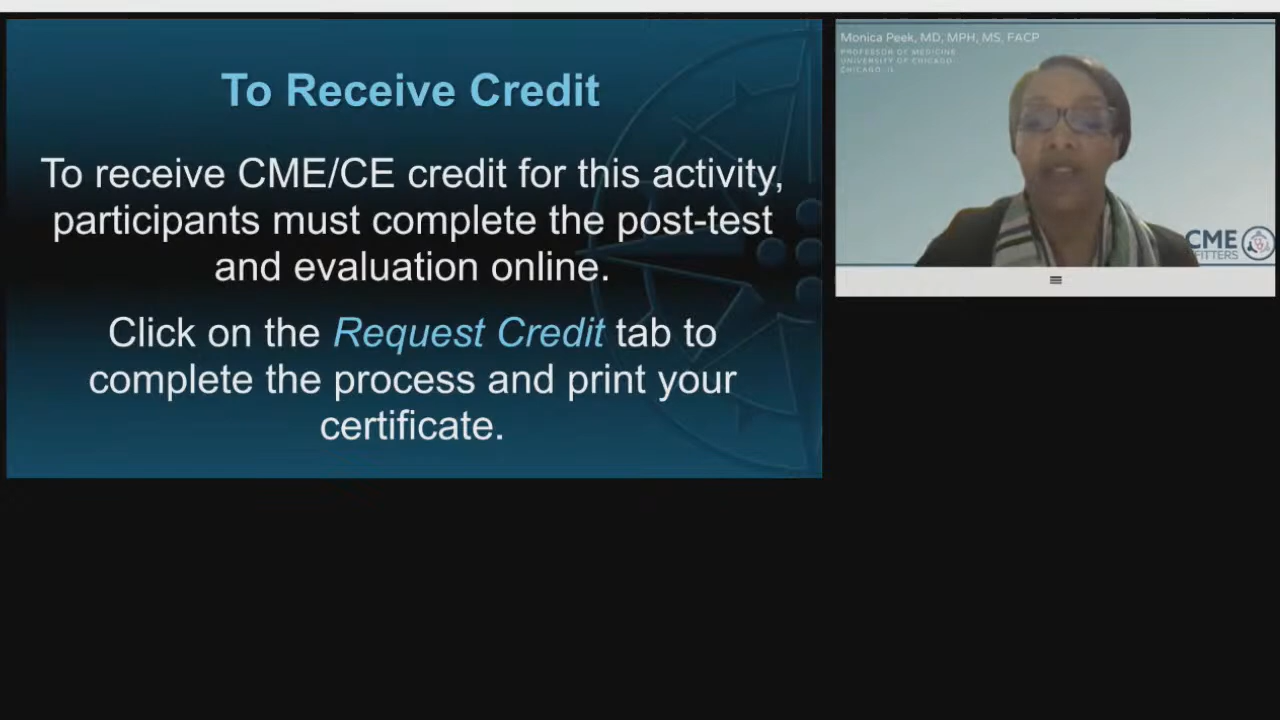 To Receive Credit
To receive CME/CE credit for this activity,
participants must complete the post-test
and evaluation online.
Click on the Request Credit tab to
complete the process and print your
certificate.
Monica Peek, MD, MPH, MS, FACP
PROFESSOR OF MEDICINE
UNIVERSITY OF CHICAGO
CHICAGO, IL
CME
FITTERS